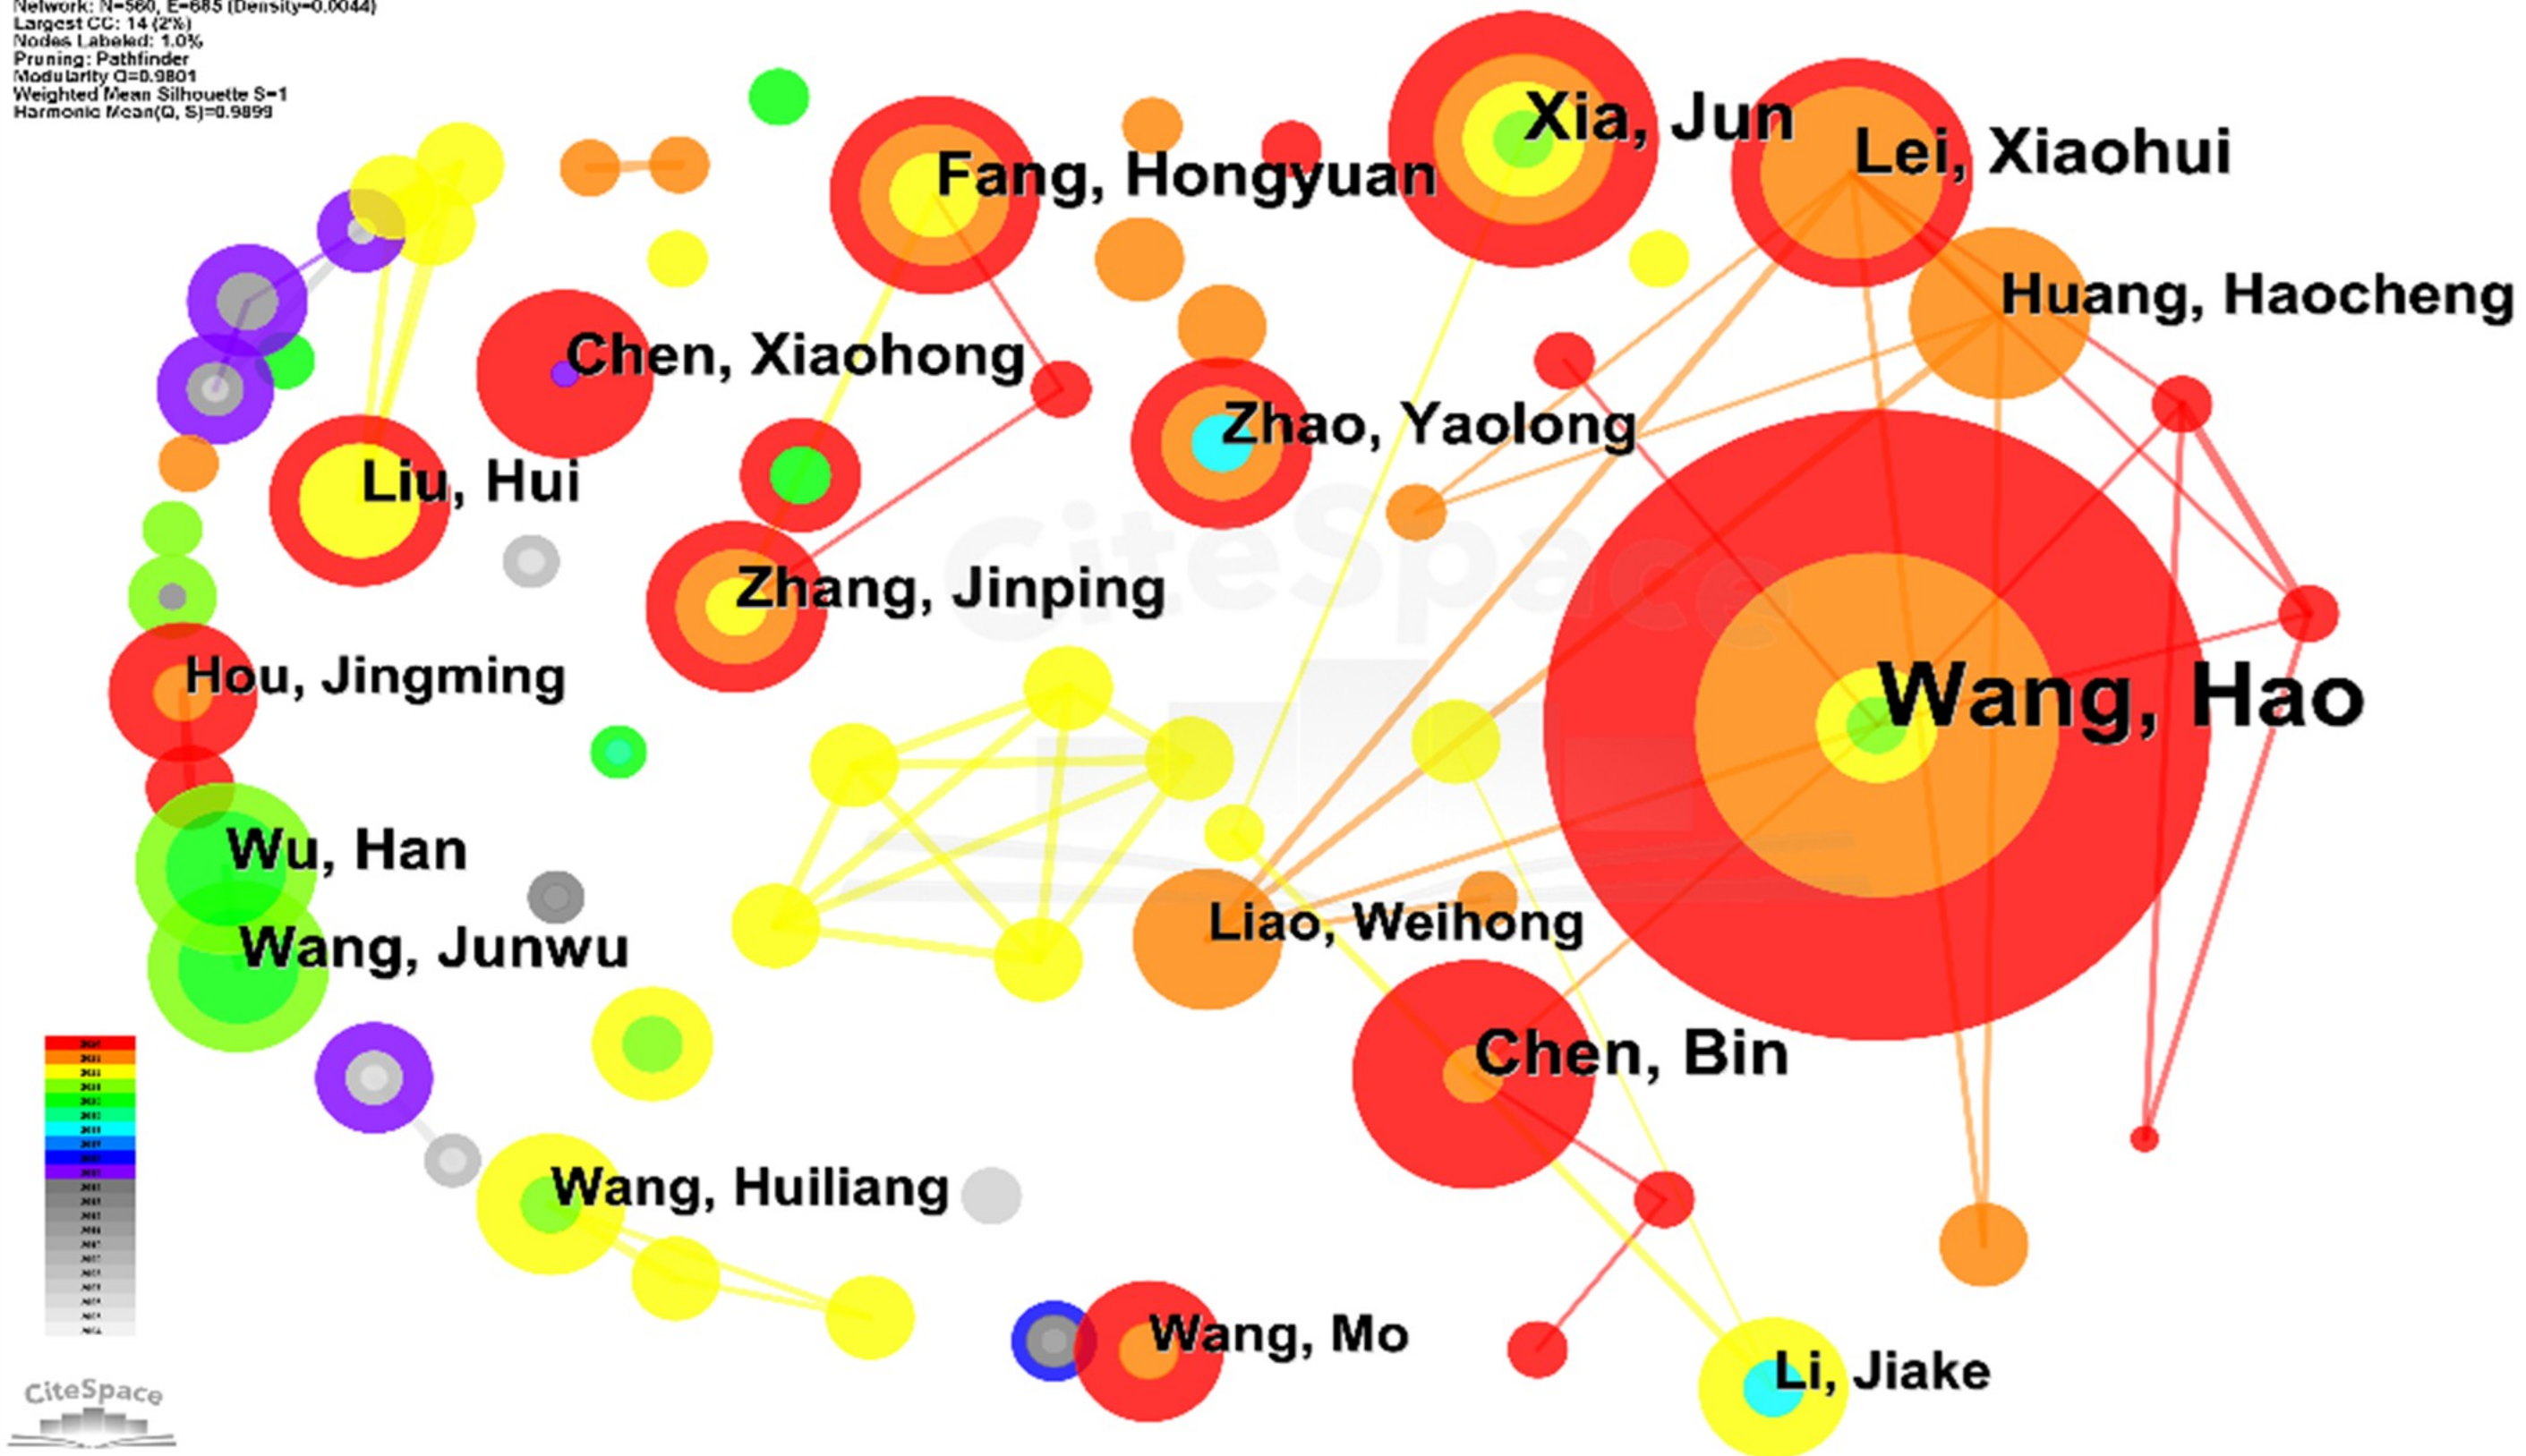 Network: N=560, E=685 (Density=0.0044)
Largest CC: 14 (2%)
Nodes Labeled: 1.0%
Pruning: Pathfinder
Modularity Q=0.9801
Weighted Mean Silhouette S=1
Harmonic Mean(Q, S)=0.9899
Xia, Jun
Lei, Xiaohui
Fang, Hongyuan
Huang, Haocheng
Chen, Xiaohong
Zhao, Yaolong
Liu, Hui
CiteSpace
Zhang, Jinping
Hou, Jingming
Wang, Hao
Wu, Han
Liao, Weihong
Wang, Junwu
Chen, Bin
Wang, Huiliang
Wang, Mo
Li, Jiake
CiteSpace